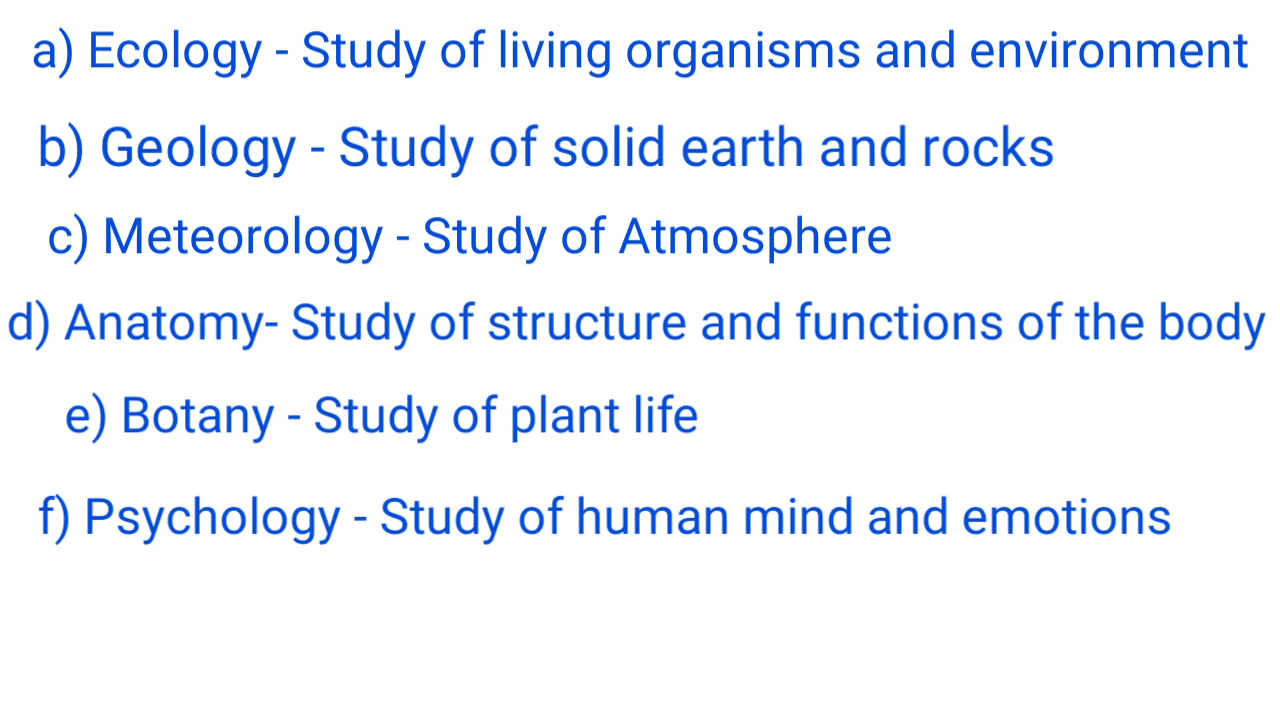 a) Ecology - Study of living organisms and environment
b) Geology - Study of solid earth and rocks
c) Meteorology - Study of Atmosphere
d) Anatomy- Study of structure and functions of the body
e) Botany - Study of plant life
f) Psychology - Study of human mind and emotions